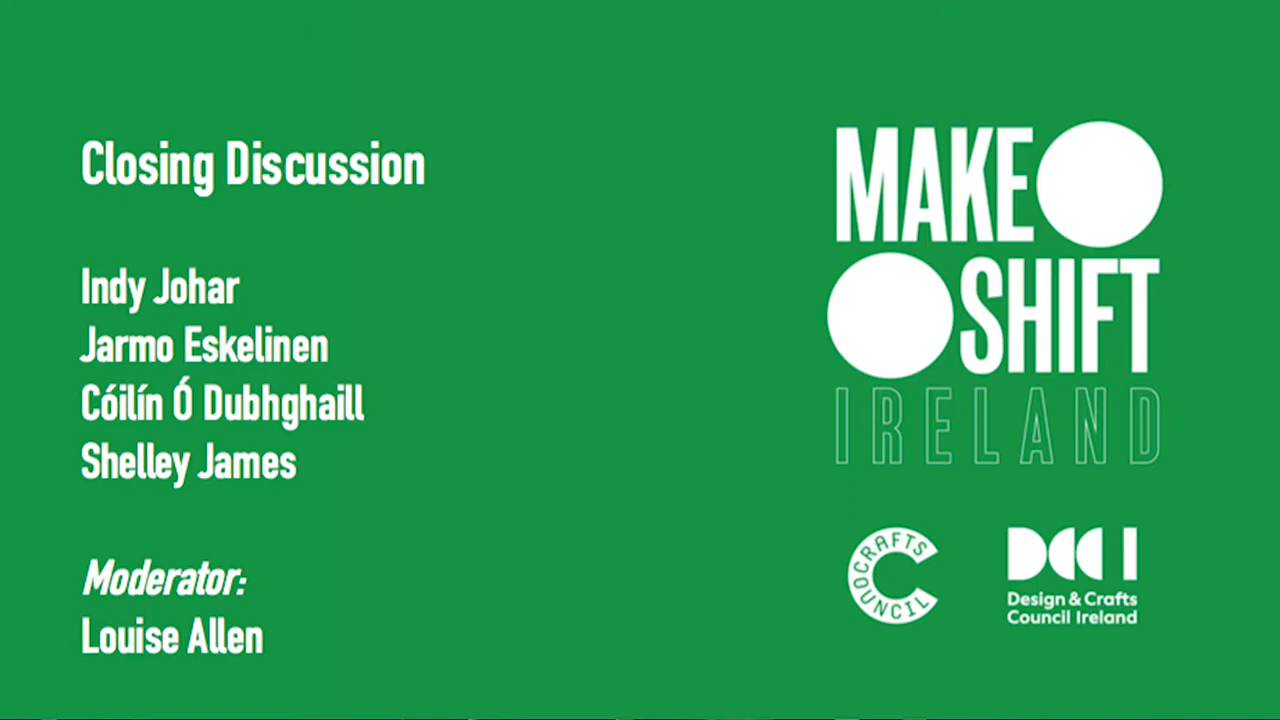 Closing Discussion
Indy Johar
Jarmo Eskelinen
Cóilín Ó Dubhghaill
Shelley James
Moderator:
Louise Allen
MAKE
SHIFT
IRELAND
CRAFTS
COUNCIL
DCCI
Design & Crafts
Council Ireland